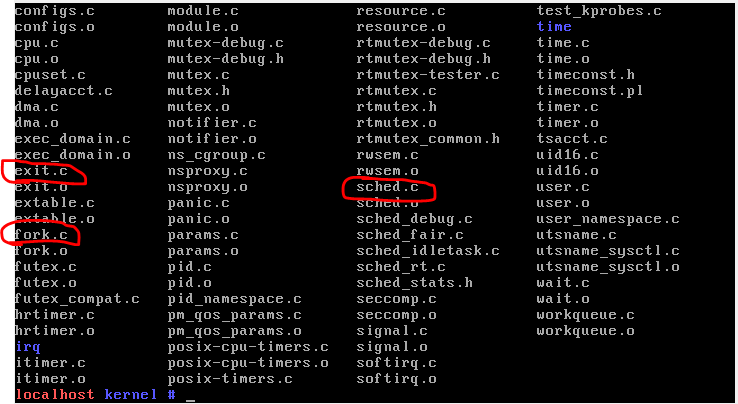 configs.c module.c resource.c test_kprobes.c
configs.o module.o resource.o time
cpu.c mutex-debug.c rtmutex-debug.c time.c
cpu.o mutex-debug.h rtmutex-debug.h time.o
cpuset.c mutex.c rtmutex-tester.c timeconst.h
delayacct.c mutex.h rtmutex.c timeconst.pl
dma.c mutex.o rtmutex.h timer.c
dma.o notifier.c rtmutex.o timer.o
exec_domain.c notifier.o rtmutex_common.h tsacct.c
exec_domain.o ns_cgroup.c rwsem.c uid16.c
exit.c nsproxy.c rwsem.o uid16.o
exit.o nsproxy.o sched.c user.c
extable.c panic.c sched.o user.o
extable.o panic.o sched_debug.c user_namespace.c
fork.c params.c sched_fair.c utsname.c
fork.o params.o sched_idletask.c utsname_sysctl.c
futex.c pid.c sched_rt.c utsname_sysctl.o
futex.o pid.o sched_stats.h wait.c
futex_compat.c pid_namespace.c seccomp.c wait.o
hrtimer.c pm_qos_params.c seccomp.o workqueue.c
hrtimer.o pm_qos_params.o signal.c workqueue.o
irq posix-cpu-timers.c signal.o
itimer.c posix-cpu-timers.o softirq.c
itimer.o posix-timers.c softirq.o
localhost kernel # _